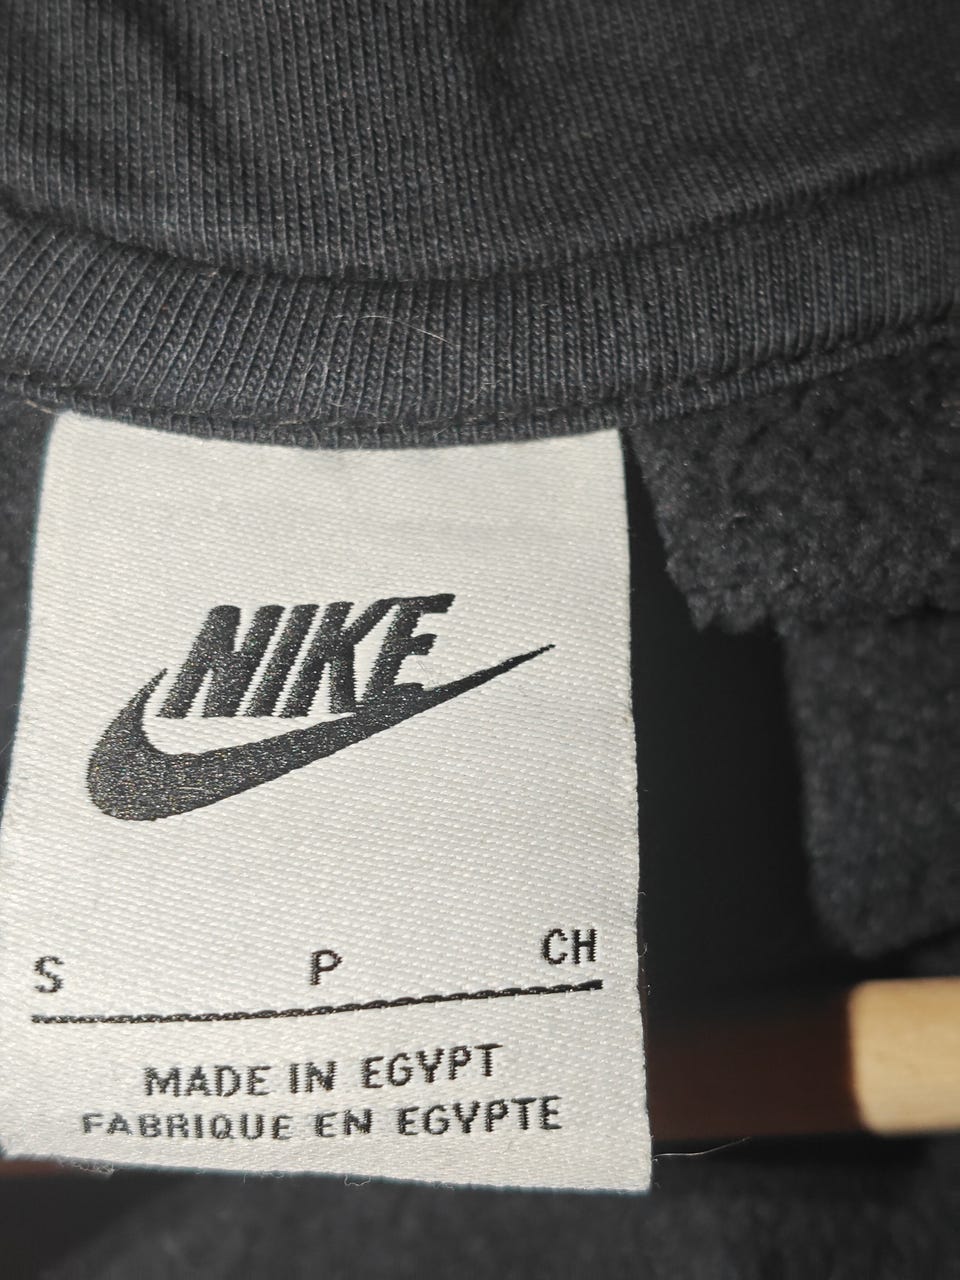 NIKE
S P CH
MADE IN EGYPT
FABRIQUE EN EGYPTE